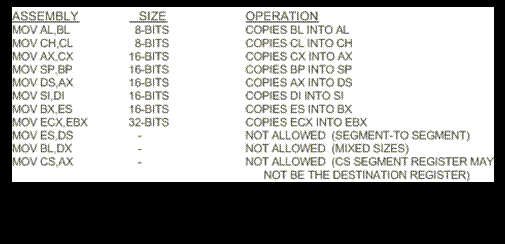 ASSEMBLY SIZE OPERATION
MOV AL,BL 8-BITS COPIES BL INTO AL
MOV CH,CL 8-BITS COPIES CL INTO CH
MOV AX,CX 16-BITS COPIES CX INTO AX
MOV SP,BP 16-BITS COPIES BP INTO SP
MOV DS,AX 16-BITS COPIES AX INTO DS
MOV SI,DI 16-BITS COPIES DI INTO SI
MOV BX,ES 16-BITS COPIES ES INTO BX
MOV ECX,EBX 32-BITS COPIES ECX INTO EBX
MOV ES,DS - NOT ALLOWED (SEGMENT-TO SEGMENT)
MOV BL,DX - NOT ALLOWED (MIXED SIZES)
MOV CS,AX - NOT ALLOWED (CS SEGMENT REGISTER MAY
NOT BE THE DESTINATION REGISTER)